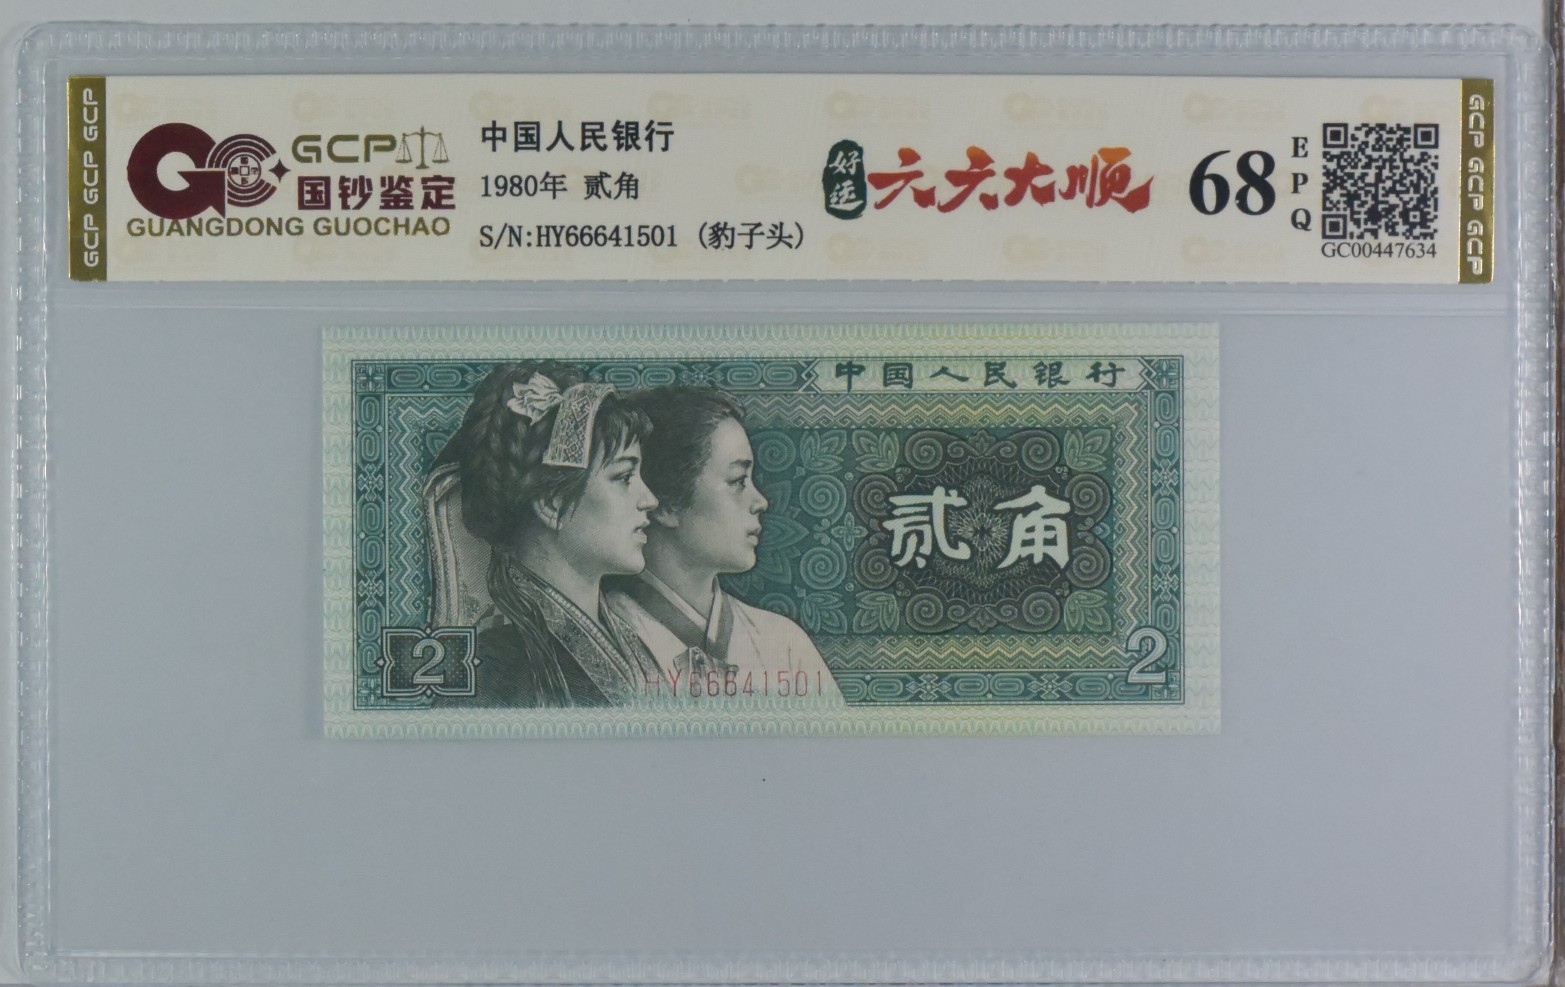 GCP GCP GCP
GCP
国钞鉴定
GUANGDONG GUOCHAO
中国人民银行
1980年 贰角
S/N:HY66641501 (豹子头)
好运
六六大顺
68
EPQ
GC00447634
GCP GCP GCP
中国人民银行
贰角
2
HY66641501
2